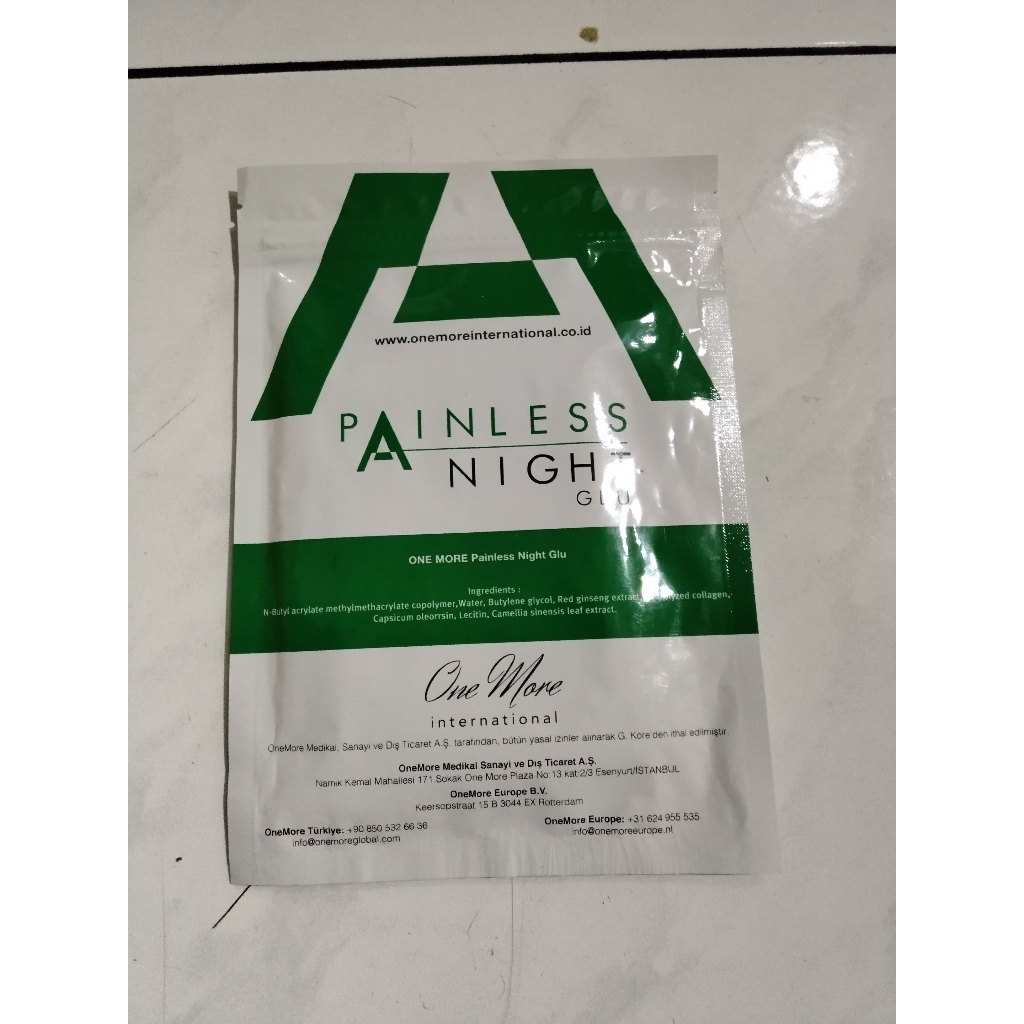 www.onemoreinternational.co.id
PAINLESS
NIGHT
GLU
ONE MORE Painless Night Glu
Ingredients :
N-Butyl acrylate methylmethacrylate copolymer,Water, Butylene glycol, Red ginseng extract, collagen,
Capsicum oleorrsin, Lecitin, Camellia sinensis leaf extract.
One More
international
OneMore Medikal, Sanayi ve Dış Ticaret A.Ş. tarafından, bütün yasal izinler alınarak G. Kore'den ithal edilmiştir.
OneMore Medikal Sanayi ve Dış Ticaret A.Ş.
Namık Kemal Mahallesi 171 Sokak One More Plaza No:13 kat:2/3 Esenyurt/İSTANBUL
OneMore Europe B.V.
Keersopstraat 15 B 3044 EX Rotterdam
OneMore Türkiye: +90 850 532 66 36
info@onemoreglobal.com
OneMore Europe: +31 624 955 535
info@onemoreeurope.nl